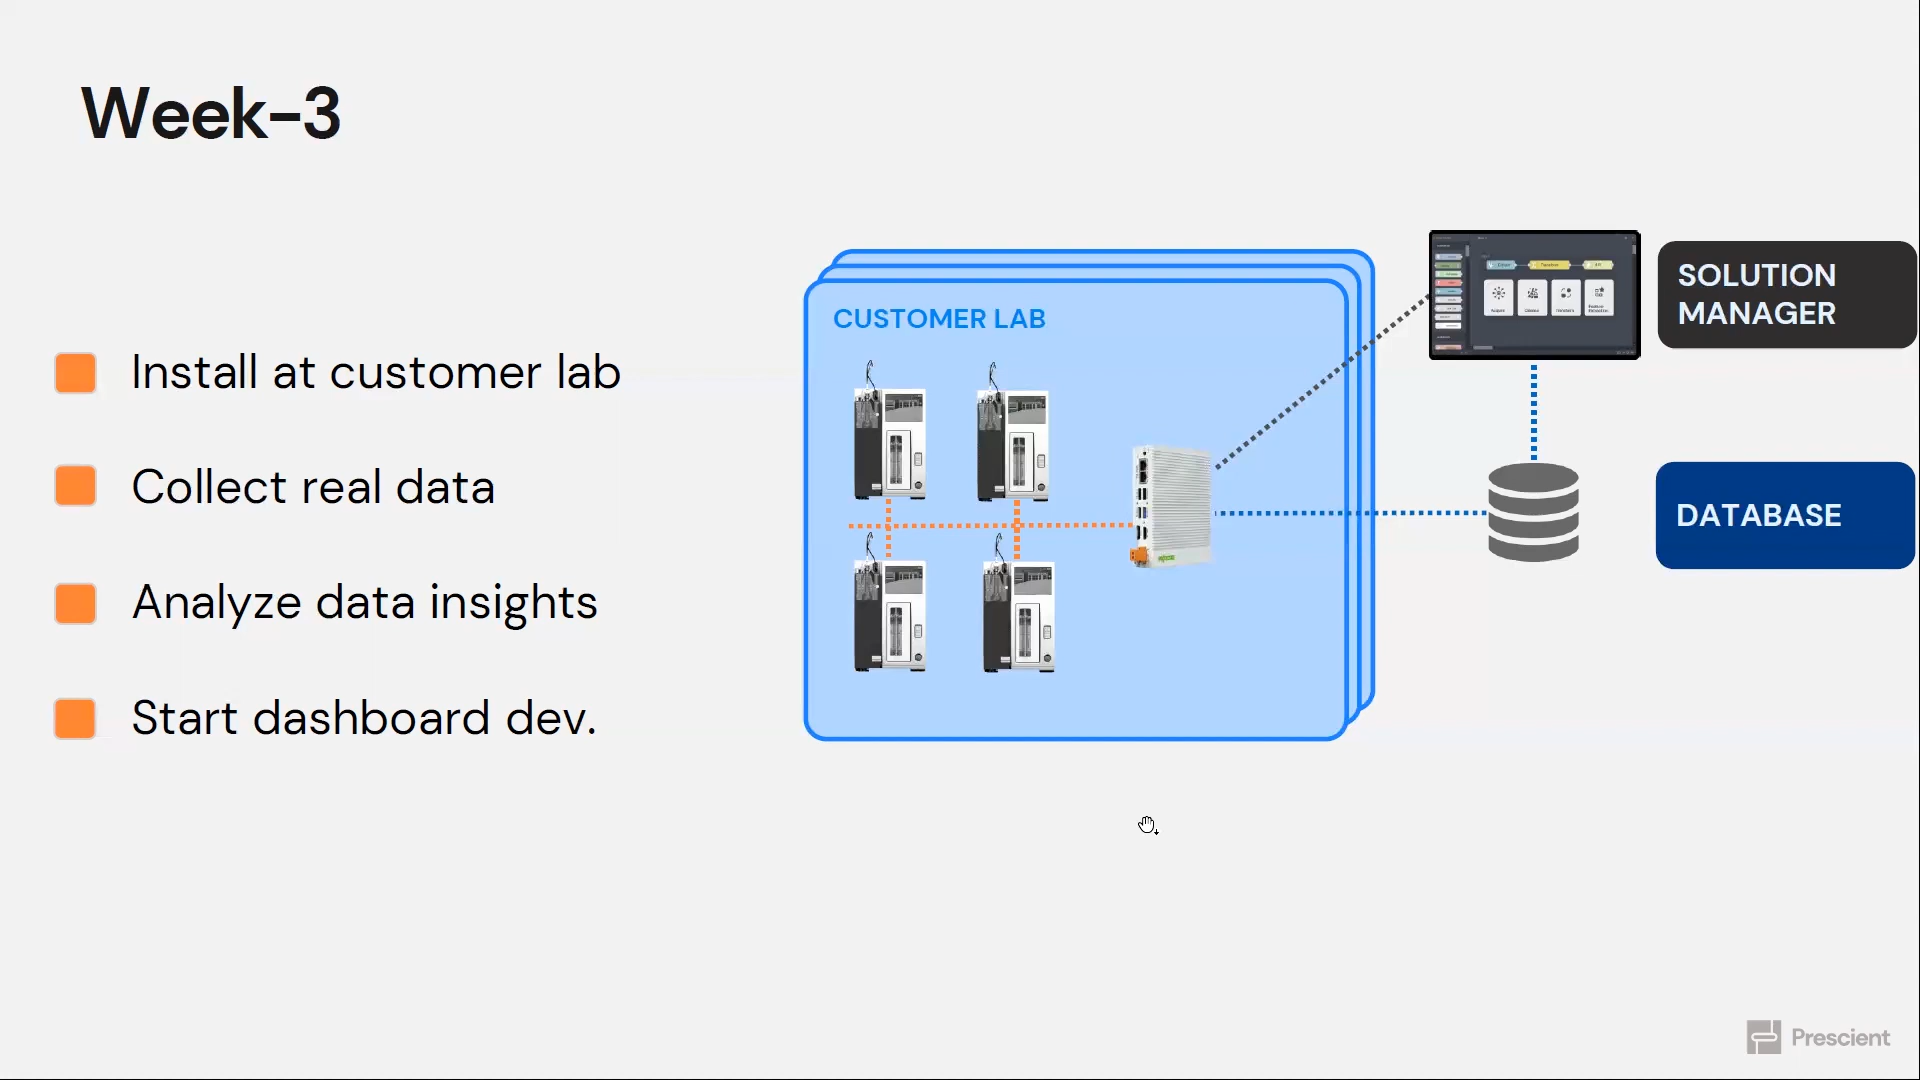 Week-3
Install at customer lab
Collect real data
Analyze data insights
Start dashboard dev.
CUSTOMER LAB
SOLUTION
MANAGER
DATABASE
WAGO
Prescient